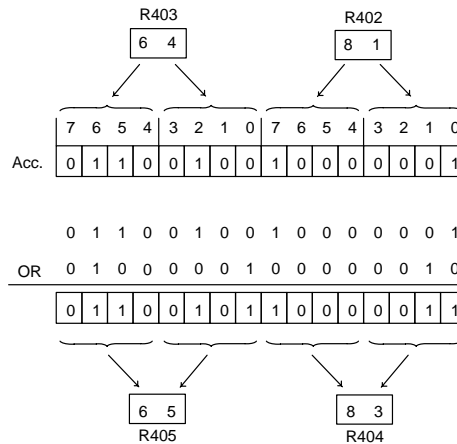 R403 R402
6 4 8 1
7 6 5 4 3 2 1 0 7 6 5 4 3 2 1 0
Acc. 0 1 1 0 0 1 0 0 1 0 0 0 0 0 0 1
0 1 1 0 0 1 0 0 1 0 0 0 0 0 0 1
OR 0 1 0 0 0 0 0 1 0 0 0 0 0 0 1 0
0 1 1 0 0 1 0 1 1 0 0 0 0 0 1 1
6 5 8 3
R405 R404